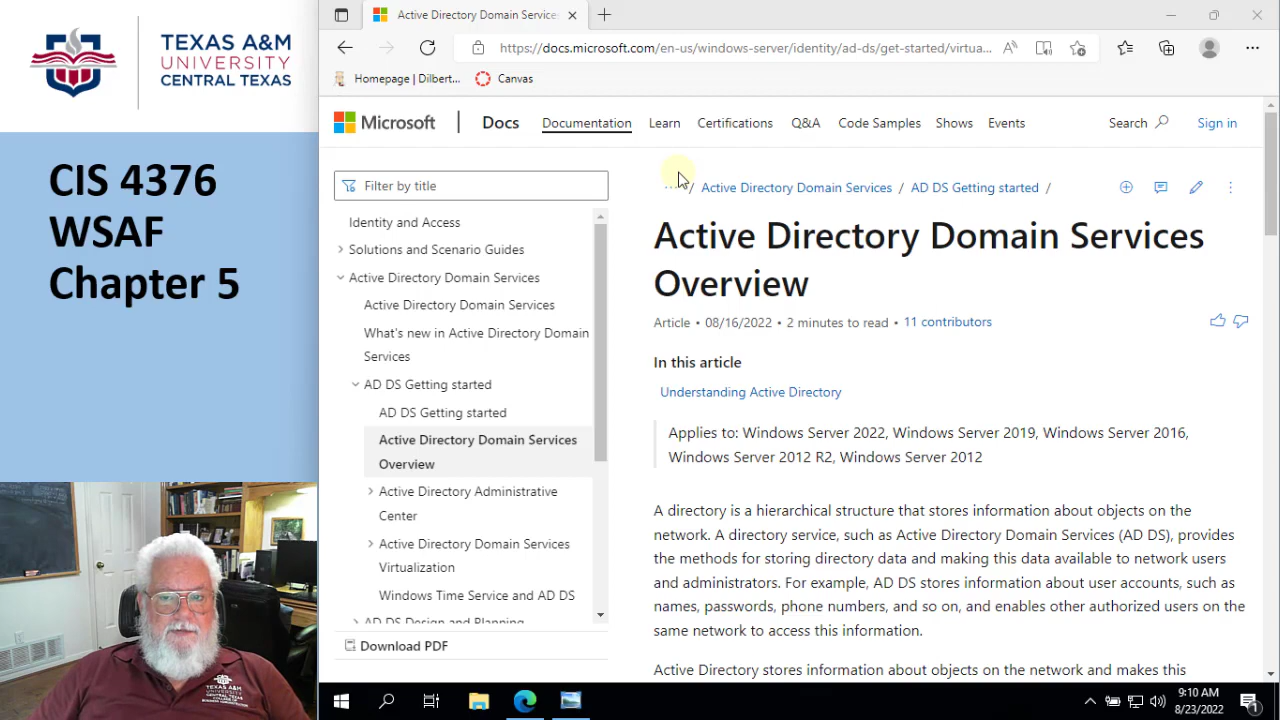 TEXAS A&M
UNIVERSITY
CENTRAL TEXAS
CIS 4376
WSAF
Chapter 5
TEXAS A&M
UNIVERSITY
CENTRAL TEXAS
Active Directory Domain Service
https://docs.microsoft.com/en-us/windows-server/identity/ad-ds/get-started/virtua...
Homepage | Dilbert...
Canvas
Microsoft
Docs
Documentation
Learn
Certifications
Q&A
Code Samples
Shows
Events
Search
Sign in
Filter by title
Identity and Access
Solutions and Scenario Guides
Active Directory Domain Services
Active Directory Domain Services
What's new in Active Directory Domain
Services
AD DS Getting started
AD DS Getting started
Active Directory Domain Services
Overview
Active Directory Administrative
Center
Active Directory Domain Services
Virtualization
Windows Time Service and AD DS
AD DS Design and Planning
Download PDF
... / Active Directory Domain Services / AD DS Getting started /
Active Directory Domain Services
Overview
Article • 08/16/2022 • 2 minutes to read • 11 contributors
In this article
Understanding Active Directory
Applies to: Windows Server 2022, Windows Server 2019, Windows Server 2016,
Windows Server 2012 R2, Windows Server 2012
A directory is a hierarchical structure that stores information about objects on the
network. A directory service, such as Active Directory Domain Services (AD DS), provides
the methods for storing directory data and making this data available to network users
and administrators. For example, AD DS stores information about user accounts, such as
names, passwords, phone numbers, and so on, and enables other authorized users on the
same network to access this information.
Active Directory stores information about objects on the network and makes this
9:10 AM
8/23/2022
1